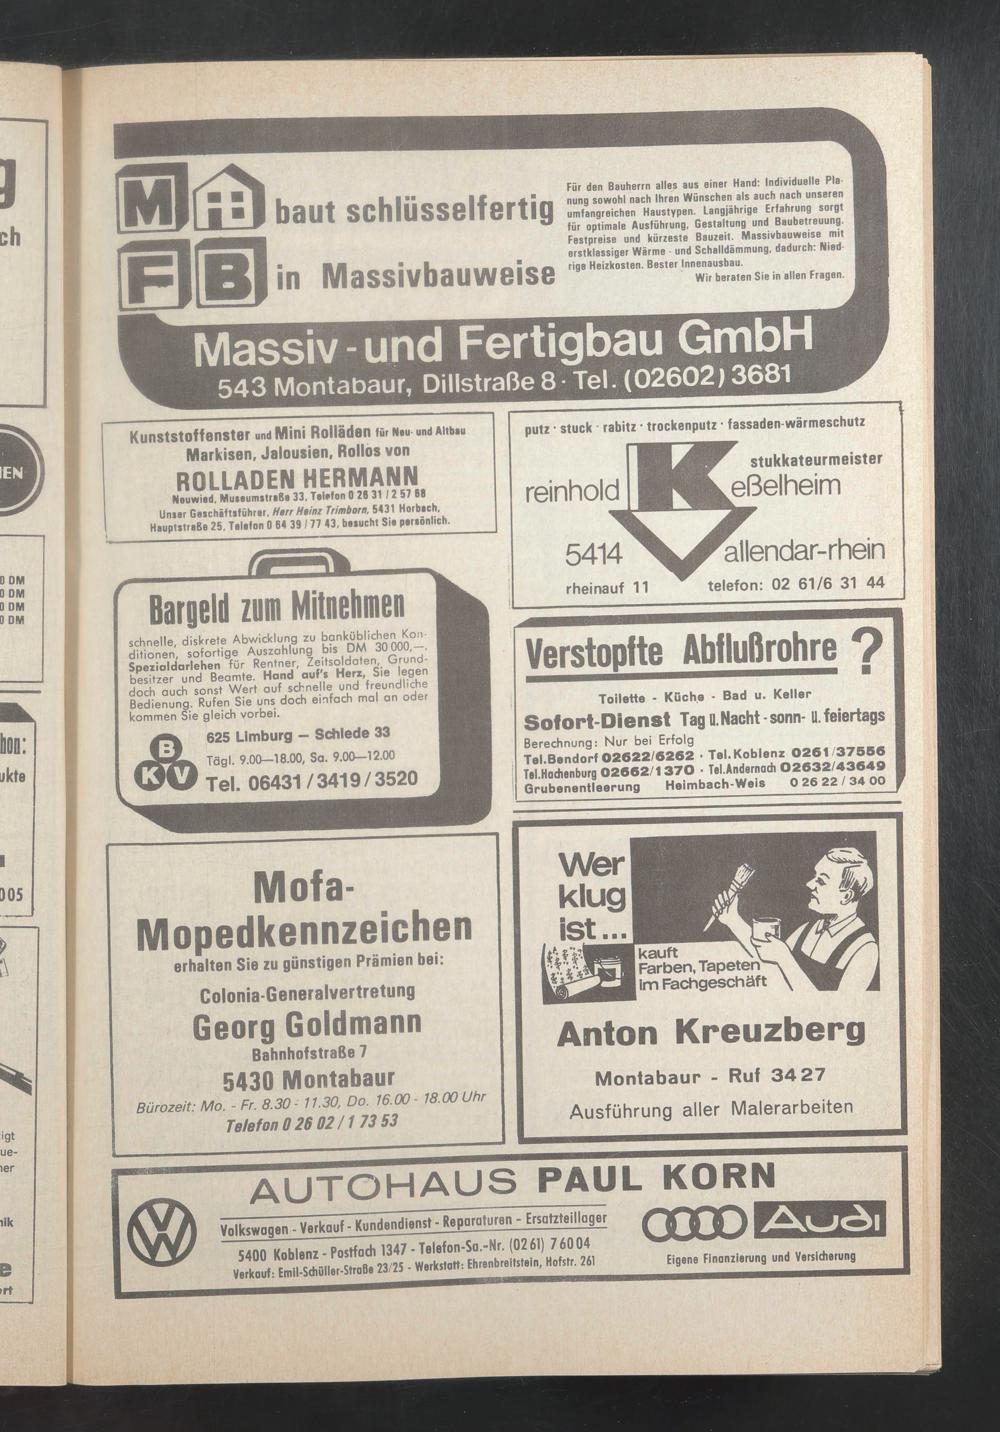 M
baut schlüsselfertig
FB
in Massivbauweise
Für den Bauherrn alles aus einer Hand: Individuelle Pla-
nung sowohl nach Ihren Wünschen als auch nach unseren
umfangreichen Haustypen. Langjährige Erfahrung sorgt
für optimale Ausführung, Gestaltung und Baubetreuung.
Festpreise und kürzeste Bauzeit. Massivbauweise mit
erstklassiger Wärme- und Schalldämmung, dadurch: Nied-
rige Heizkosten. Bester Innenausbau.
Wir beraten Sie in allen Fragen.
Massiv-und Fertigbau GmbH
543 Montabaur, Dillstraße 8 · Tel. (02602) 3681
Kunststoffenster und Mini Rolläden für Neu- und Altbau
Markisen, Jalousien, Rollos von
ROLLADEN HERMANN
Neuwied, Museumstraße 33, Telefon 0 26 31 / 2 57 68
Unser Geschäftsführer, Herr Heinz Trimborn, 5431 Horbach,
Hauptstraße 25, Telefon 0 64 39 / 77 43, besucht Sie persönlich.
putz · stuck · rabitz · trockenputz · fassaden-wärmeschutz
stukkateurmeister
reinhold Keßelheim
5414 Vallendar-rhein
rheinauf 11 telefon: 02 61/6 31 44
Bargeld zum Mitnehmen
schnelle, diskrete Abwicklung zu banküblichen Kon-
ditionen, sofortige Auszahlung bis DM 30 000,—.
Spezialdarlehen für Rentner, Zeitsoldaten, Grund-
besitzer und Beamte. Hand auf's Herz, Sie legen
doch auch sonst Wert auf schnelle und freundliche
Bedienung. Rufen Sie uns doch einfach mal an oder
kommen Sie gleich vorbei.
BKV
625 Limburg — Schlede 33
Tägl. 9.00—18.00, Sa. 9.00—12.00
Tel. 06431/3419/3520
Verstopfte Abflußrohre ?
Toilette - Küche - Bad u. Keller
Sofort-Dienst Tag u. Nacht - sonn- u. feiertags
Berechnung: Nur bei Erfolg
Tel. Bendorf 02622/6262 · Tel. Koblenz 0261/37556
Tel. Hachenburg 02662/1370 · Tel. Andernach 02632/43649
Grubenentleerung Heimbach-Weis 0 26 22 / 34 00
Mofa-
Mopedkennzeichen
erhalten Sie zu günstigen Prämien bei:
Colonia-Generalvertretung
Georg Goldmann
Bahnhofstraße 7
5430 Montabaur
Bürozeit: Mo. - Fr. 8.30 - 11.30, Do. 16.00 - 18.00 Uhr
Telefon 0 26 02 / 1 73 53
Wer
klug
ist...
kauft
Farben, Tapeten
im Fachgeschäft
Anton Kreuzberg
Montabaur - Ruf 34 27
Ausführung aller Malerarbeiten
AUTOHAUS PAUL KORN
Volkswagen - Verkauf - Kundendienst - Reparaturen - Ersatzteillager
5400 Koblenz - Postfach 1347 - Telefon-Sa.-Nr. (02 61) 7 60 04
Verkauf: Emil-Schüller-Straße 23/25 - Werkstatt: Ehrenbreitstein, Hofstr. 261
Audi
Eigene Finanzierung und Versicherung